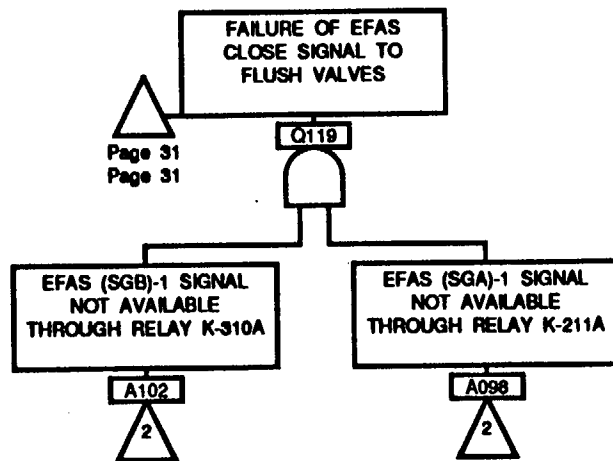 FAILURE OF EFAS
CLOSE SIGNAL TO
FLUSH VALVES
Page 31
Page 31
Q119
EFAS (SGB)-1 SIGNAL
NOT AVAILABLE
THROUGH RELAY K-310A
EFAS (SGA)-1 SIGNAL
NOT AVAILABLE
THROUGH RELAY K-211A
A102
A098
2
2